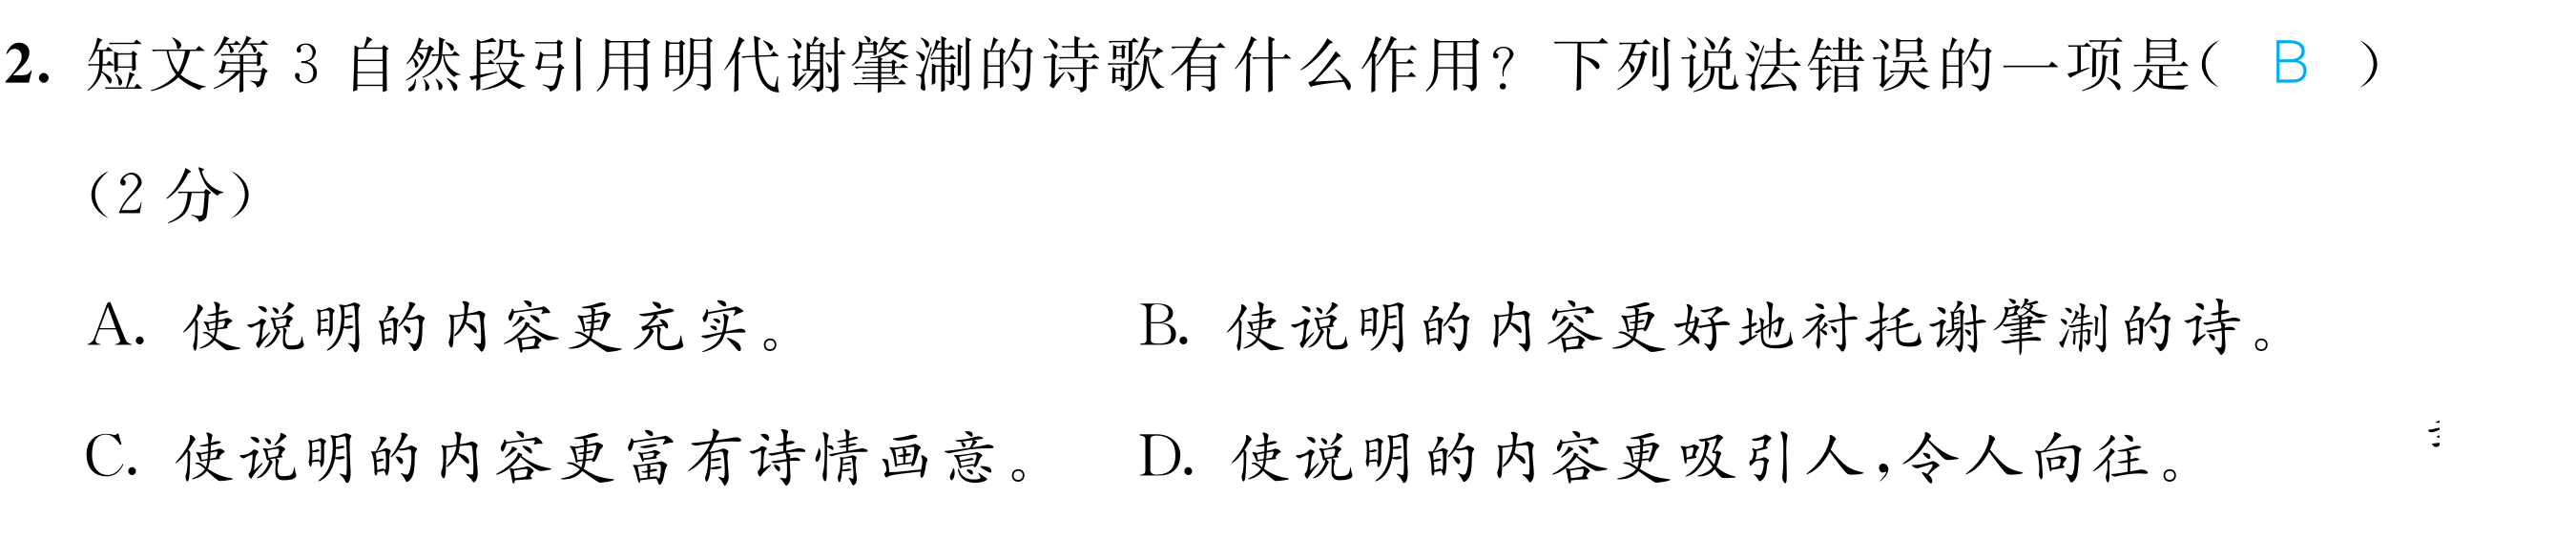 2. 短文第 3 自然段引用明代谢肇淛的诗歌有什么作用？下列说法错误的一项是( B )
（2 分）
A. 使说明的内容更充实。 B. 使说明的内容更好地衬托谢肇淛的诗。
C. 使说明的内容更富有诗情画意。 D. 使说明的内容更吸引人,令人向往。